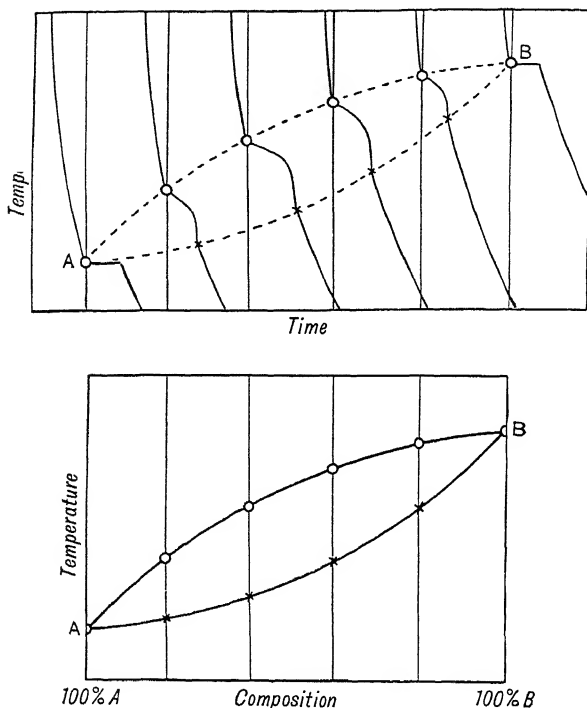 B
Temp.
A
Time
B
Temperature
A
100% A Composition 100% B